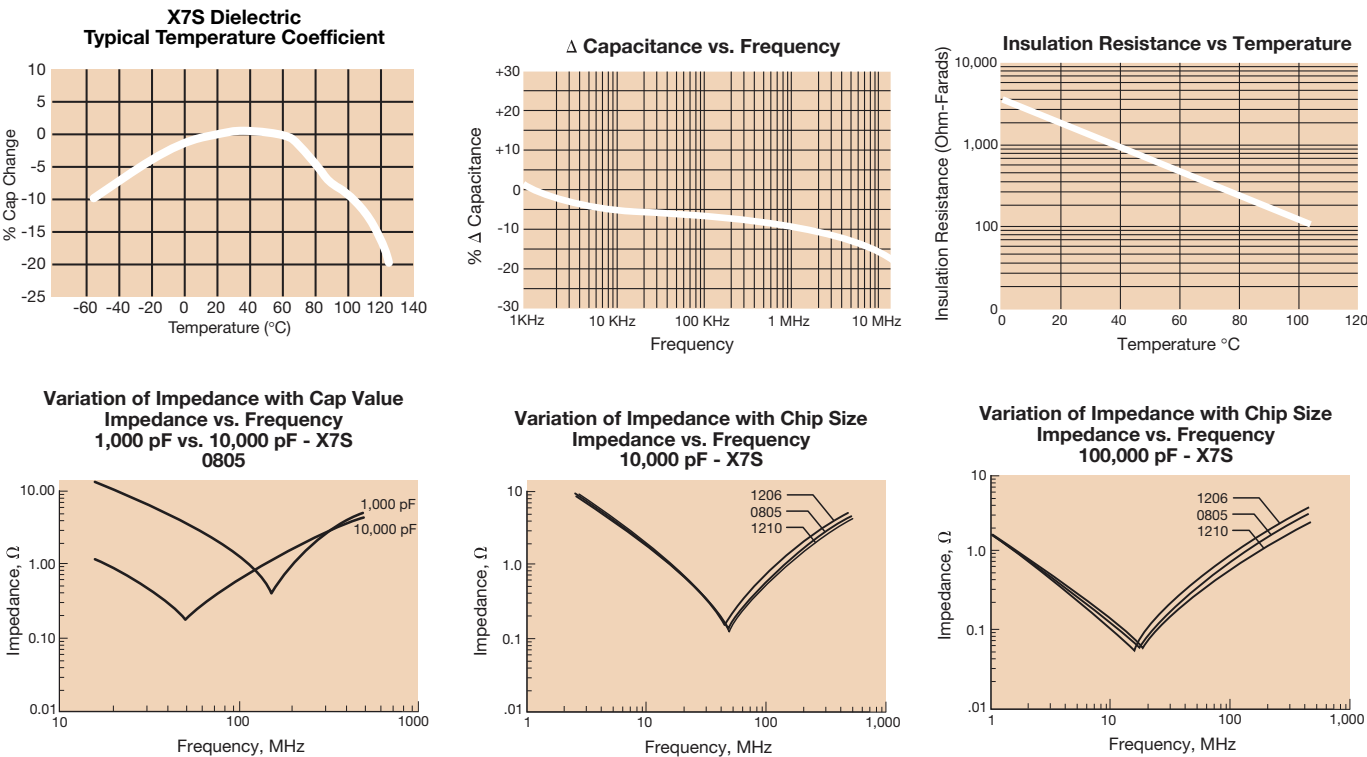 X7S Dielectric
Typical Temperature Coefficient
% Cap Change
10
5
0
-5
-10
-15
-20
-25
-60 -40 -20 0 20 40 60 80 100 120 140
Temperature (°C)
Δ Capacitance vs. Frequency
% Δ Capacitance
+30
+20
+10
0
-10
-20
-30
1KHz 10 KHz 100 KHz 1 MHz 10 MHz
Frequency
Insulation Resistance vs Temperature
Insulation Resistance (Ohm-Farads)
10,000
1,000
100
0
0 20 40 60 80 100 120
Temperature °C
Variation of Impedance with Cap Value
Impedance vs. Frequency
1,000 pF vs. 10,000 pF - X7S
0805
Impedance, Ω
10.00
1.00
0.10
0.01
1,000 pF
10,000 pF
10 100 1000
Frequency, MHz
Variation of Impedance with Chip Size
Impedance vs. Frequency
10,000 pF - X7S
Impedance, Ω
10
1.0
0.1
.01
1206
0805
1210
1 10 100 1,000
Frequency, MHz
Variation of Impedance with Chip Size
Impedance vs. Frequency
100,000 pF - X7S
Impedance, Ω
10
1.0
0.1
.01
1206
0805
1210
1 10 100 1,000
Frequency, MHz